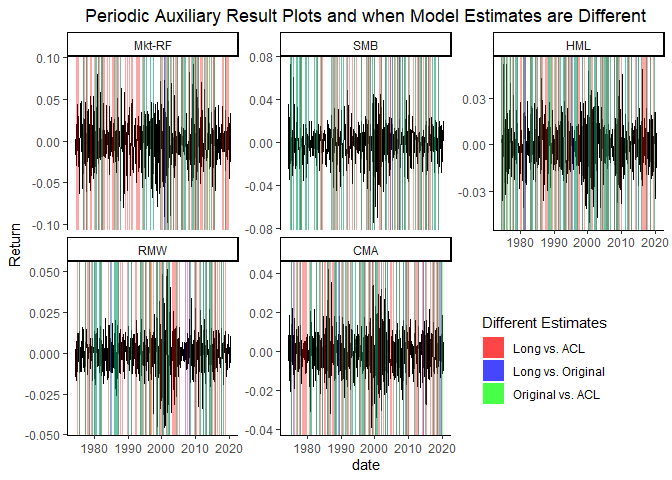 Periodic Auxiliary Result Plots and when Model Estimates are Different
Mkt-RF
SMB
HML
0.10
0.05
0.00
-0.05
-0.10
0.08
0.04
0.00
-0.04
-0.08
0.03
0.00
-0.03
1980 1990 2000 2010 2020
Return
RMW
CMA
0.050
0.025
0.000
-0.025
-0.050
0.04
0.02
0.00
-0.02
-0.04
1980 1990 2000 2010 2020
1980 1990 2000 2010 2020
date
Different Estimates
Long vs. ACL
Long vs. Original
Original vs. ACL